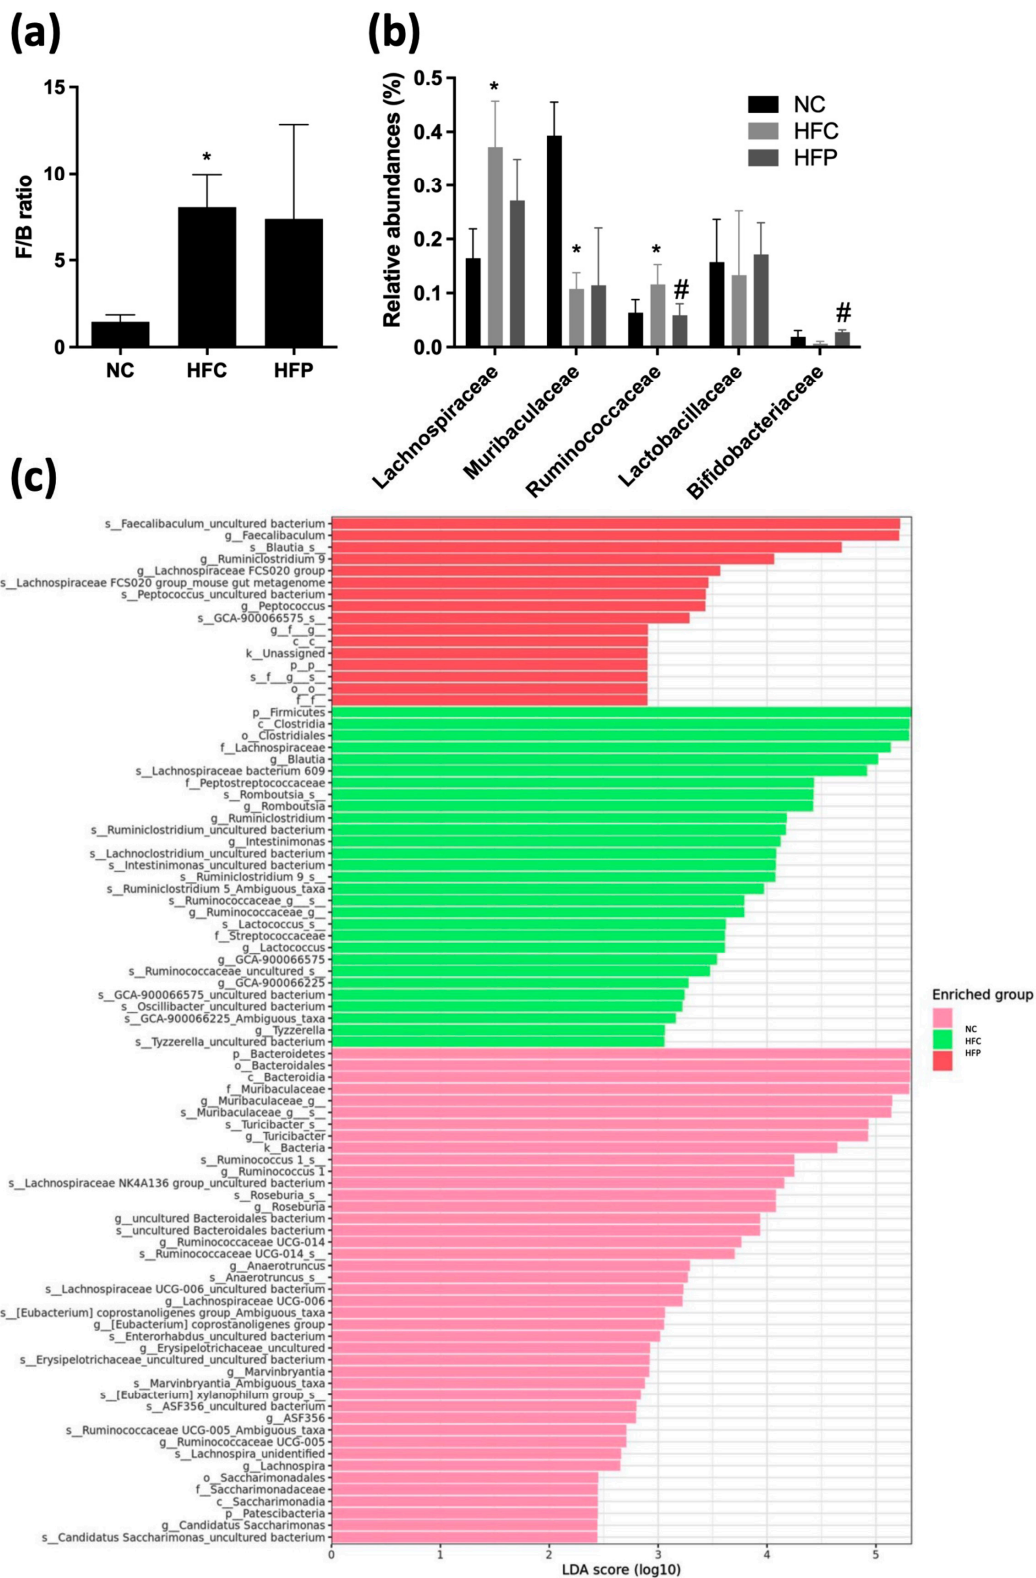 (a)
15
10
5
0
F/B ratio
*
NC
HFC
HFP
(b)
0.5
0.4
0.3
0.2
0.1
0.0
Relative abundances (%)
*
*
*
#
#
NC
HFC
HFP
Lachnospiraceae
Muribaculaceae
Ruminococcaceae
Lactobacillaceae
Bifidobacteriaceae
(c)
s__Faecalibaculum_uncultured bacterium
g__Faecalibaculum
s__Blautia_s__
g__Ruminiclostridium 9
g__Lachnospiraceae FCS020 group
s__Lachnospiraceae FCS020 group_mouse gut metagenome
s__Peptococcus_uncultured bacterium
g__Peptococcus
s__GCA-900066575_s__
g__f___g__
c__c__
k__Unassigned
p__p__
s__f___g___s__
o__o__
f__f__
p__Firmicutes
c__Clostridia
o__Clostridiales
f__Lachnospiraceae
g__Blautia
s__Lachnospiraceae bacterium 609
f__Peptostreptococcaceae
s__Romboutsia_s__
g__Romboutsia
g__Ruminiclostridium
s__Ruminiclostridium_uncultured bacterium
g__Intestinimonas
s__Lachnoclostridium_uncultured bacterium
s__Intestinimonas_uncultured bacterium
s__Ruminiclostridium 9_s__
s__Ruminiclostridium 5_Ambiguous_taxa
s__Ruminococcaceae_g___s__
g__Ruminococcaceae_g__
s__Lactococcus_s__
f__Streptococcaceae
g__Lactococcus
g__GCA-900066575
s__Ruminococcaceae_uncultured_s__
g__GCA-900066225
s__GCA-900066575_uncultured bacterium
s__Oscillibacter_uncultured bacterium
s__GCA-900066225_Ambiguous_taxa
g__Tyzzerella
s__Tyzzerella_uncultured bacterium
p__Bacteroidetes
o__Bacteroidales
c__Bacteroidia
f__Muribaculaceae
g__Muribaculaceae_g__
s__Muribaculaceae_g___s__
s__Turicibacter_s__
g__Turicibacter
k__Bacteria
s__Ruminococcus 1_s__
g__Ruminococcus 1
s__Lachnospiraceae NK4A136 group_uncultured bacterium
s__Roseburia_s__
g__Roseburia
g__uncultured Bacteroidales bacterium
s__uncultured Bacteroidales bacterium
g__Ruminococcaceae UCG-014
s__Ruminococcaceae UCG-014_s__
g__Anaerotruncus
s__Anaerotruncus_s__
s__Lachnospiraceae UCG-006_uncultured bacterium
g__Lachnospiraceae UCG-006
s__[Eubacterium] coprostanoligenes group_Ambiguous_taxa
g__[Eubacterium] coprostanoligenes group
s__Enterorhabdus_uncultured bacterium
g__Erysipelotrichaceae_uncultured
s__Erysipelotrichaceae_uncultured_uncultured bacterium
g__Marvinbryantia
s__Marvinbryantia_Ambiguous_taxa
s__[Eubacterium] xylanophilum group_s__
s__ASF356_uncultured bacterium
g__ASF356
s__Ruminococcaceae UCG-005_Ambiguous_taxa
g__Ruminococcaceae UCG-005
s__Lachnospira_unidentified
g__Lachnospira
o__Saccharimonadales
f__Saccharimonadaceae
c__Saccharimonadia
p__Patescibacteria
g__Candidatus Saccharimonas
s__Candidatus Saccharimonas_uncultured bacterium
0 1 2 3 4 5
LDA score (log10)
Enriched group
NC
HFC
HFP